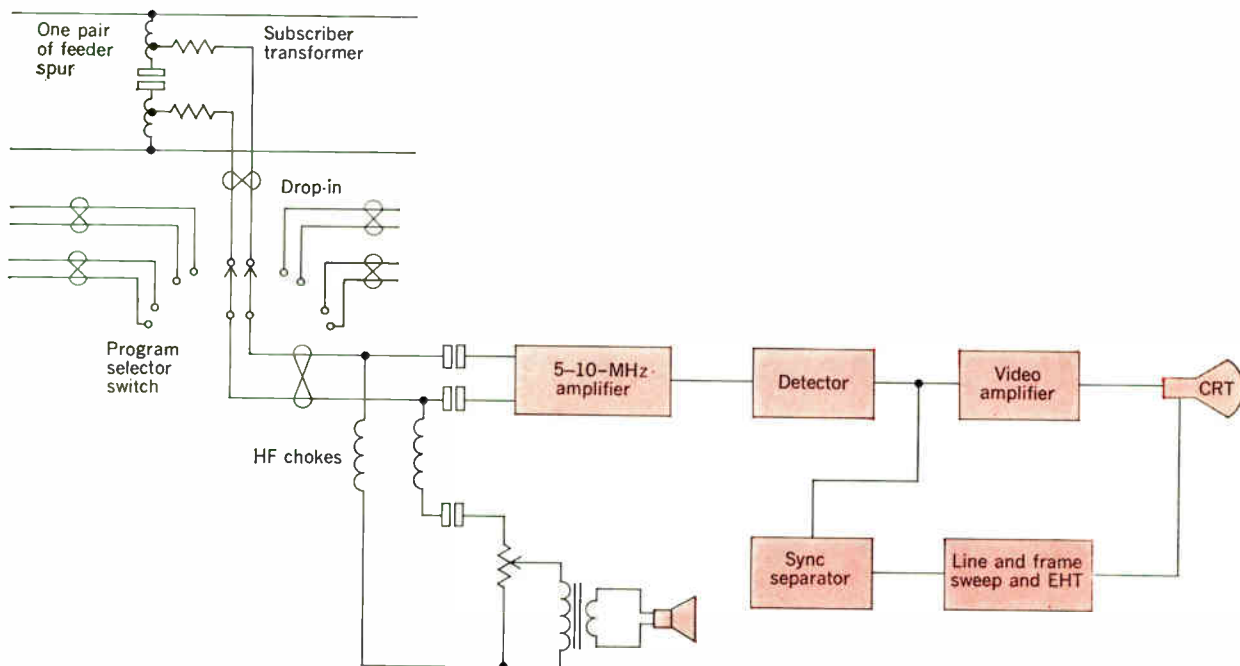 One pair
of feeder
spur
Subscriber
transformer
Drop-in
Program
selector
switch
HF chokes
5–10–MHz
amplifier
Detector
Video
amplifier
CRT
Sync
separator
Line and frame
sweep and EHT